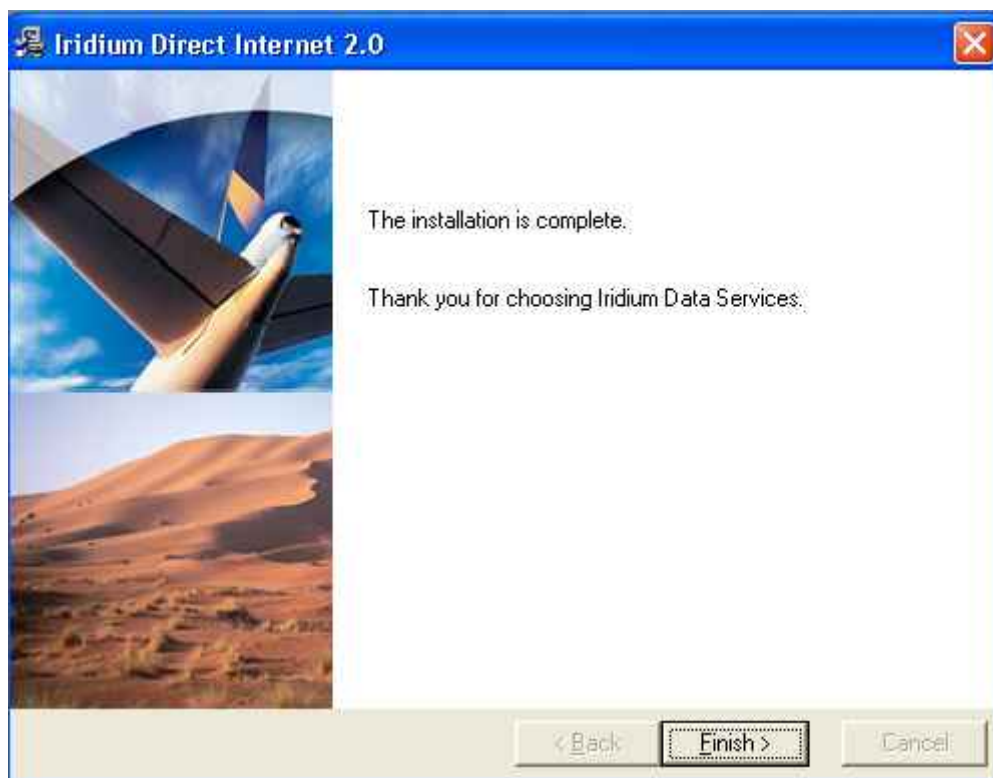 Iridium Direct Internet 2.0
The installation is complete.
Thank you for choosing Iridium Data Services.
< Back
Finish >
Cancel